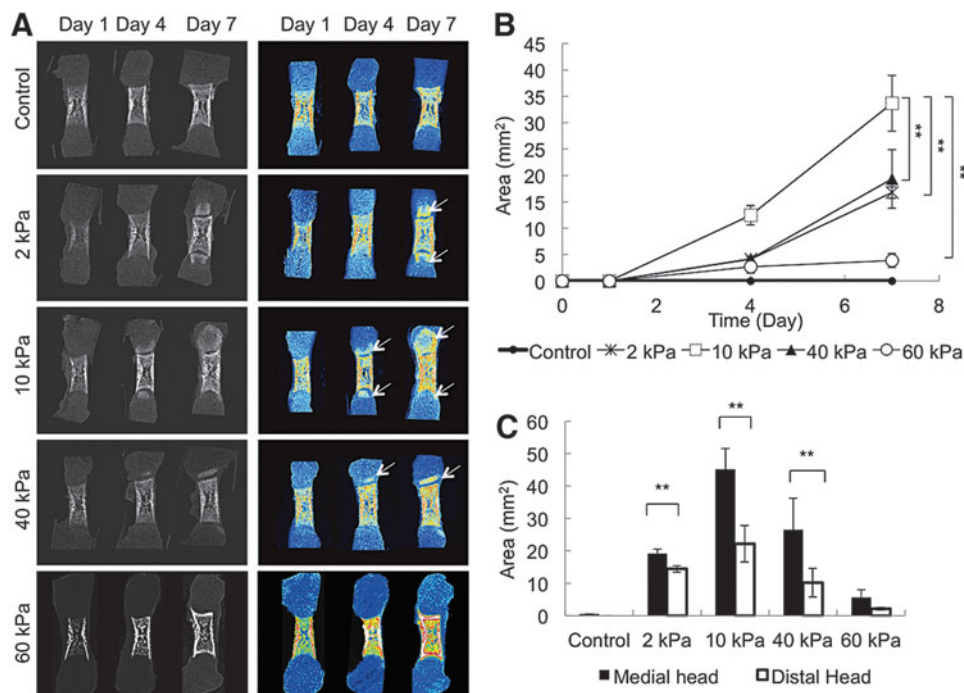 A
Day 1 Day 4 Day 7
Day 1 Day 4 Day 7
Control
2 kPa
10 kPa
40 kPa
60 kPa
B
Area (mm²)
45
40
35
30
25
20
15
10
5
0
0 2 4 6 8
Time (Day)
**
**
**
Control 2 kPa 10 kPa 40 kPa 60 kPa
C
Area (mm²)
60
50
40
30
20
10
0
**
**
**
Control 2 kPa 10 kPa 40 kPa 60 kPa
Medial head Distal Head